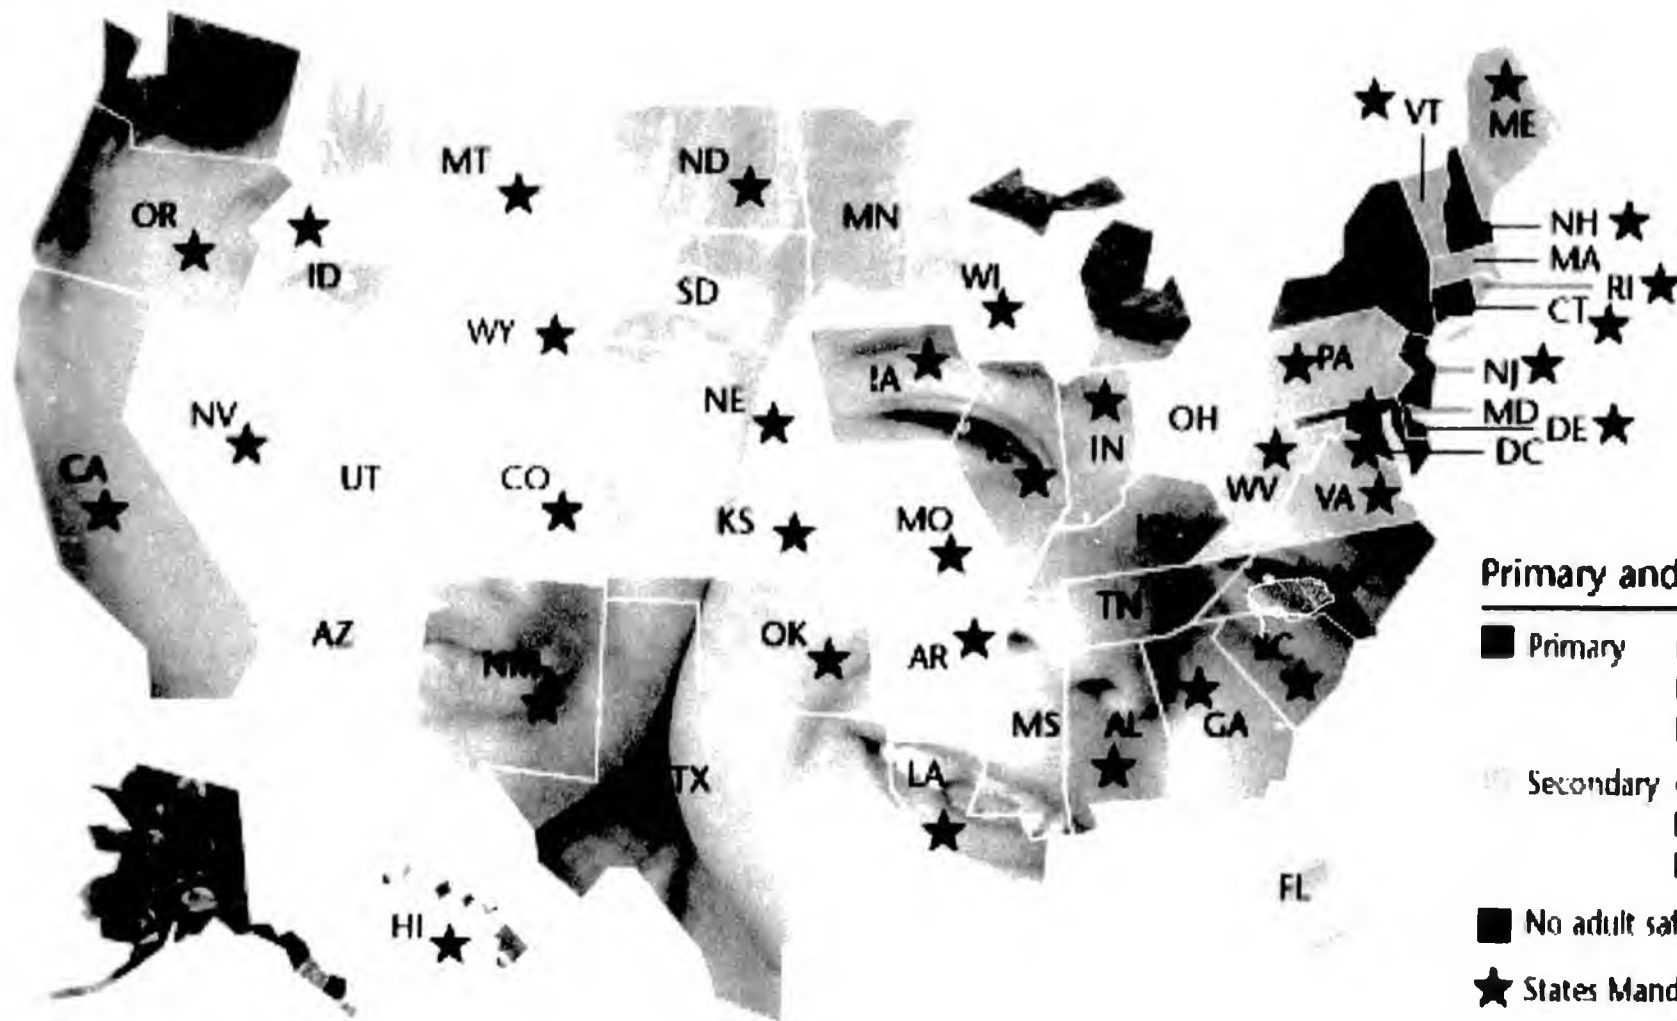 VT
ME
MT
ND
OR
MN
NH
MA
ID
WI
RI
SD
CT
WY
PA
IA
NJ
NE
OH
MD
NV
IN
DE
DC
CA
UT
CO
WV
VA
KS
MO
TN
AZ
OK
AR
NM
MS
AL
GA
TX
LA
FL
HI
Primary and
Primary
Secondary
No adult
States